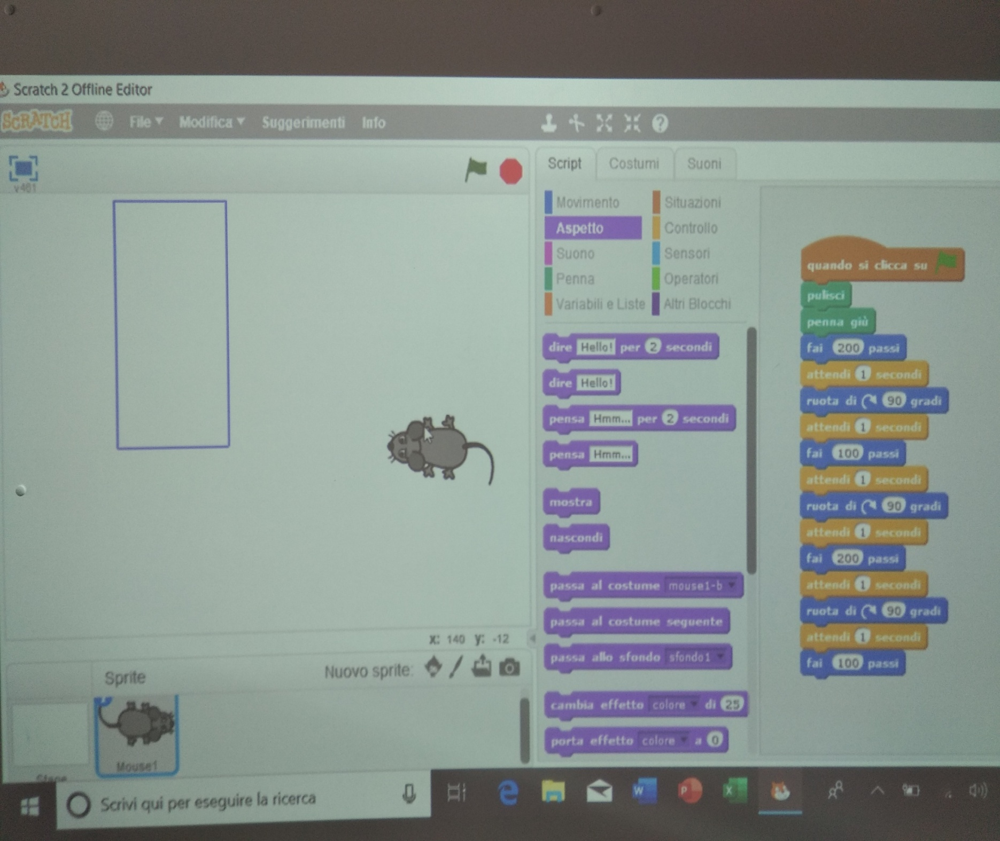 Scratch 2 Offline Editor
SCRATCH File Modifica Suggerimenti Info
v461
Script Costumi Suoni
Movimento Situazioni
Aspetto Controllo
Suono Sensori
Penna Operatori
Variabili e Liste Altri Blocchi
dire Hello! per 2 secondi
dire Hello!
pensa Hmm... per 2 secondi
pensa Hmm...
mostra
nascondi
passa al costume mouse1-b
passa al costume seguente
passa allo sfondo sfondo1
cambia effetto colore di 25
porta effetto colore a 0
quando si clicca su
pulisci
penna giù
fai 200 passi
attendi 1 secondi
ruota di 90 gradi
attendi 1 secondi
fai 100 passi
attendi 1 secondi
ruota di 90 gradi
attendi 1 secondi
fai 200 passi
attendi 1 secondi
ruota di 90 gradi
attendi 1 secondi
fai 100 passi
x: 140 y: -12
Sprite Nuovo sprite:
Mouse1
Stage
Scrivi qui per eseguire la ricerca
W P X